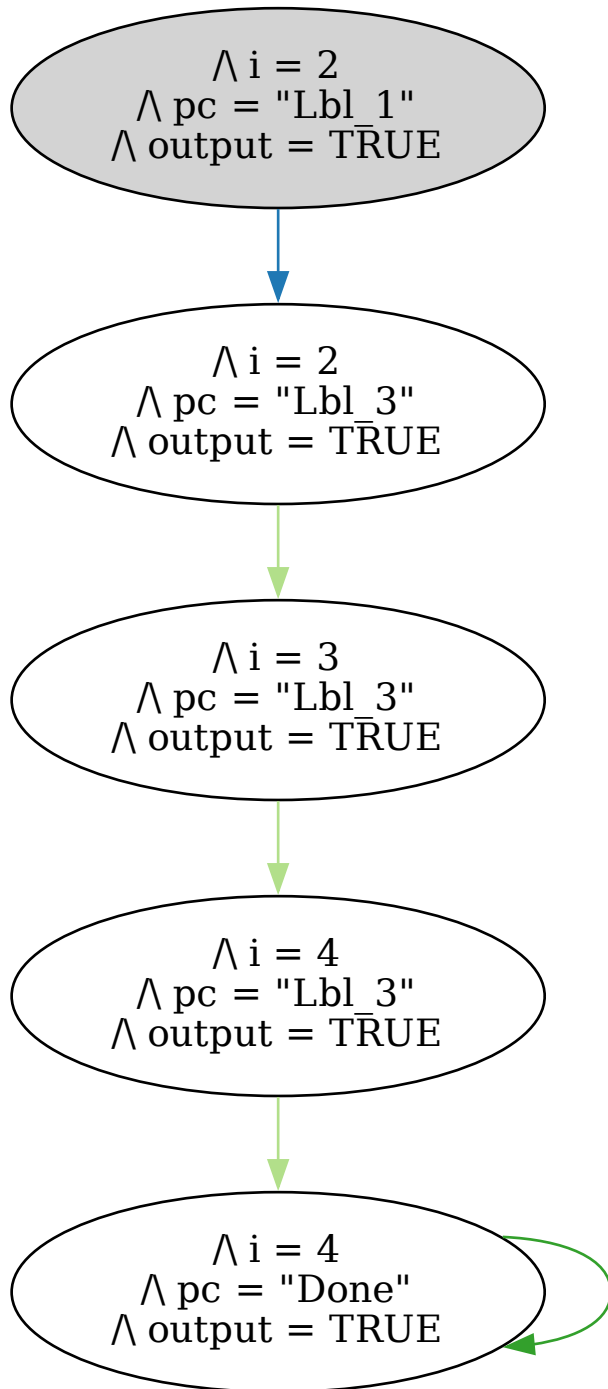 /\ i = 2
/\ pc = "Lbl_1"
/\ output = TRUE
/\ i = 2
/\ pc = "Lbl_3"
/\ output = TRUE
/\ i = 3
/\ pc = "Lbl_3"
/\ output = TRUE
/\ i = 4
/\ pc = "Lbl_3"
/\ output = TRUE
/\ i = 4
/\ pc = "Done"
/\ output = TRUE